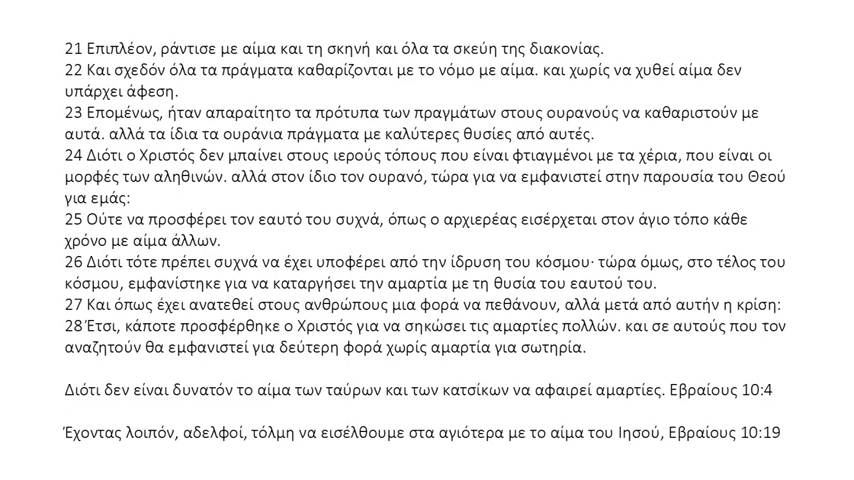 21 Επιπλέον, ράντισε με αίμα και τη σκηνή και όλα τα σκεύη της διακονίας.
22 Και σχεδόν όλα τα πράγματα καθαρίζονται με το νόμο με αίμα. και χωρίς να χυθεί αίμα δεν
υπάρχει άφεση.
23 Επομένως, ήταν απαραίτητο τα πρότυπα των πραγμάτων στους ουρανούς να καθαριστούν με
αυτά. αλλά τα ίδια τα ουράνια πράγματα με καλύτερες θυσίες από αυτές.
24 Διότι ο Χριστός δεν μπαίνει στους ιερούς τόπους που είναι φτιαγμένοι με τα χέρια, που είναι οι
μορφές των αληθινών. αλλά στον ίδιο τον ουρανό, τώρα για να εμφανιστεί στην παρουσία του Θεού
για εμάς:
25 Ούτε να προσφέρει τον εαυτό του συχνά, όπως ο αρχιερέας εισέρχεται στον άγιο τόπο κάθε
χρόνο με αίμα άλλων.
26 Διότι τότε πρέπει συχνά να έχει υποφέρει από την ίδρυση του κόσμου· τώρα όμως, στο τέλος του
κόσμου, εμφανίστηκε για να καταργήσει την αμαρτία με τη θυσία του εαυτού του.
27 Και όπως έχει ανατεθεί στους ανθρώπους μια φορά να πεθάνουν, αλλά μετά από αυτήν η κρίση:
28 Έτσι, κάποτε προσφέρθηκε ο Χριστός για να σηκώσει τις αμαρτίες πολλών. και σε αυτούς που τον
αναζητούν θα εμφανιστεί για δεύτερη φορά χωρίς αμαρτία για σωτηρία.
Διότι δεν είναι δυνατόν το αίμα των ταύρων και των κατσίκων να αφαιρεί αμαρτίες. Εβραίους 10:4
Έχοντας λοιπόν, αδελφοί, τόλμη να εισέλθουμε στα αγιότερα με το αίμα του Ιησού, Εβραίους 10:19